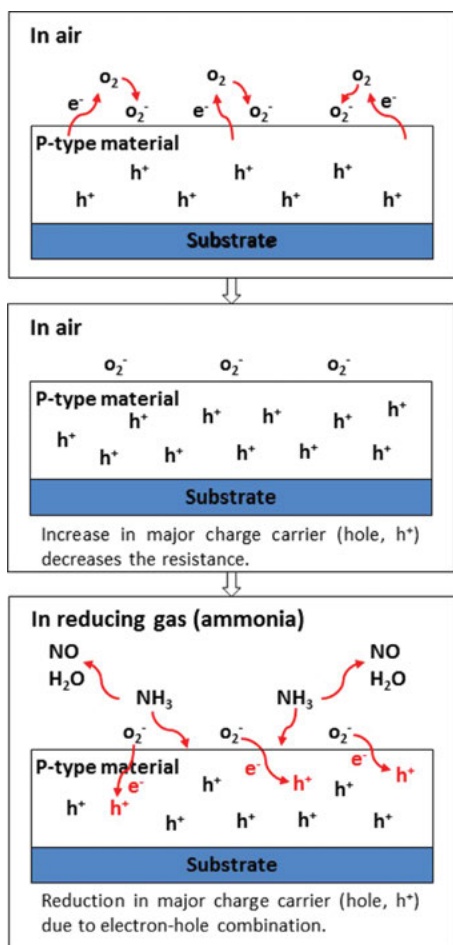 In air
O₂ O₂ O₂
e⁻ O₂⁻ e⁻ O₂⁻ O₂⁻ e⁻
P-type material
h⁺ h⁺ h⁺
h⁺ h⁺ h⁺ h⁺
Substrate
In air
O₂⁻ O₂⁻ O₂⁻
P-type material
h⁺ h⁺ h⁺ h⁺ h⁺
h⁺
h⁺ h⁺ h⁺ h⁺ h⁺
Substrate
Increase in major charge carrier (hole, h⁺)
decreases the resistance.
In reducing gas (ammonia)
NO NO
H₂O H₂O
NH₃ NH₃
O₂⁻ O₂⁻ O₂⁻
P-type material
e⁻ h⁺ e⁻ h⁺ h⁺ e⁻ h⁺
h⁺ h⁺
h⁺ h⁺ h⁺ h⁺
Substrate
Reduction in major charge carrier (hole, h⁺)
due to electron-hole combination.